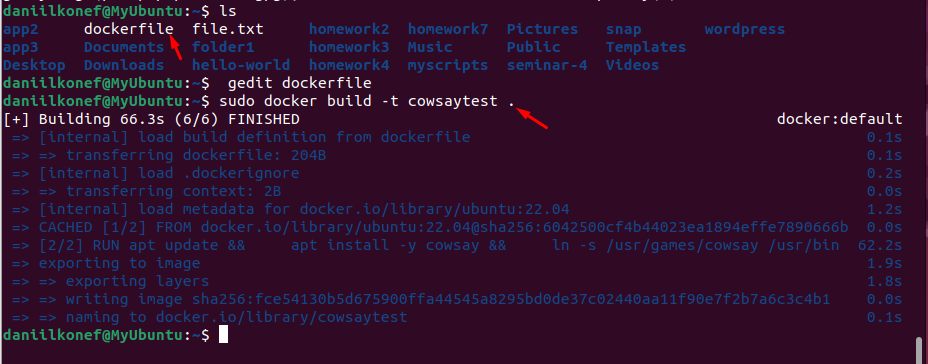 daniilkonef@MyUbuntu:~$ ls
app2 dockerfile file.txt homework2 homework7 Pictures snap wordpress
app3 Documents folder1 homework3 Music Public Templates
Desktop Downloads hello-world homework4 myscripts seminar-4 Videos
daniilkonef@MyUbuntu:~$ gedit dockerfile
daniilkonef@MyUbuntu:~$ sudo docker build -t cowsaytest .
[+] Building 66.3s (6/6) FINISHED docker:default
=> [internal] load build definition from dockerfile 0.1s
=> => transferring dockerfile: 204B 0.1s
=> [internal] load .dockerignore 0.2s
=> => transferring context: 2B 0.0s
=> [internal] load metadata for docker.io/library/ubuntu:22.04 1.2s
=> CACHED [1/2] FROM docker.io/library/ubuntu:22.04@sha256:6042500cf4b44023ea1894effe7890666b 0.0s
=> [2/2] RUN apt update && apt install -y cowsay && ln -s /usr/games/cowsay /usr/bin 62.2s
=> exporting to image 1.9s
=> => exporting layers 1.8s
=> => writing image sha256:fce54130b5d675900ffa44545a8295bd0de37c02440aa11f90e7f2b7a6c3c4b1 0.0s
=> => naming to docker.io/library/cowsaytest 0.1s
daniilkonef@MyUbuntu:~$